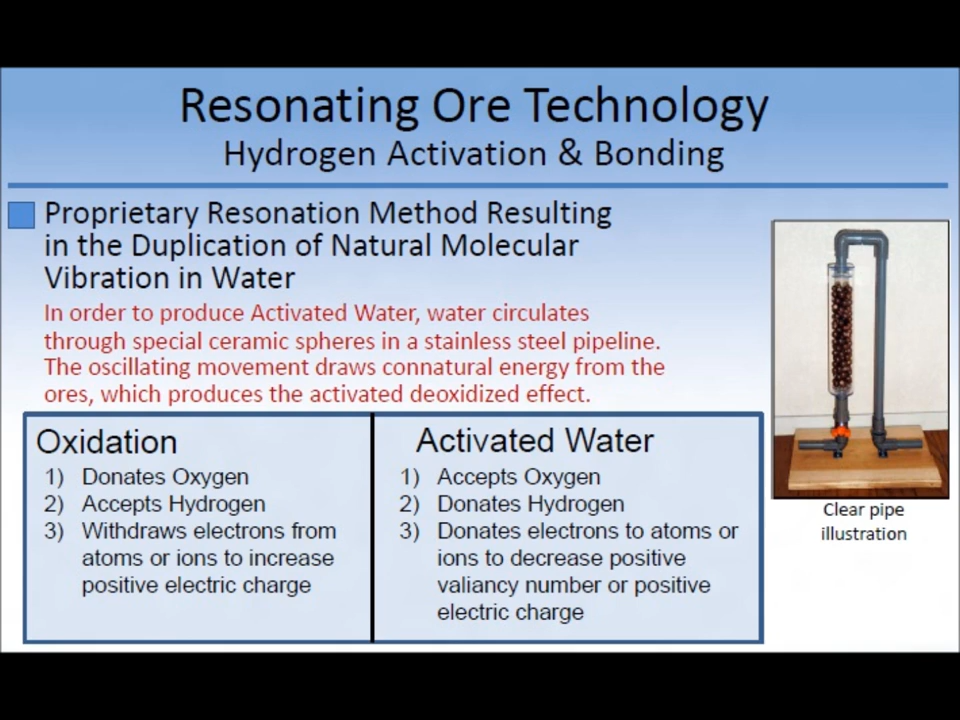 Resonating Ore Technology
Hydrogen Activation & Bonding
Proprietary Resonation Method Resulting
in the Duplication of Natural Molecular
Vibration in Water
In order to produce Activated Water, water circulates
through special ceramic spheres in a stainless steel pipeline.
The oscillating movement draws connatural energy from the
ores, which produces the activated deoxidized effect.
Oxidation
1) Donates Oxygen
2) Accepts Hydrogen
3) Withdraws electrons from
atoms or ions to increase
positive electric charge
Activated Water
1) Accepts Oxygen
2) Donates Hydrogen
3) Donates electrons to atoms or
ions to decrease positive
valiancy number or positive
electric charge
Clear pipe
illustration